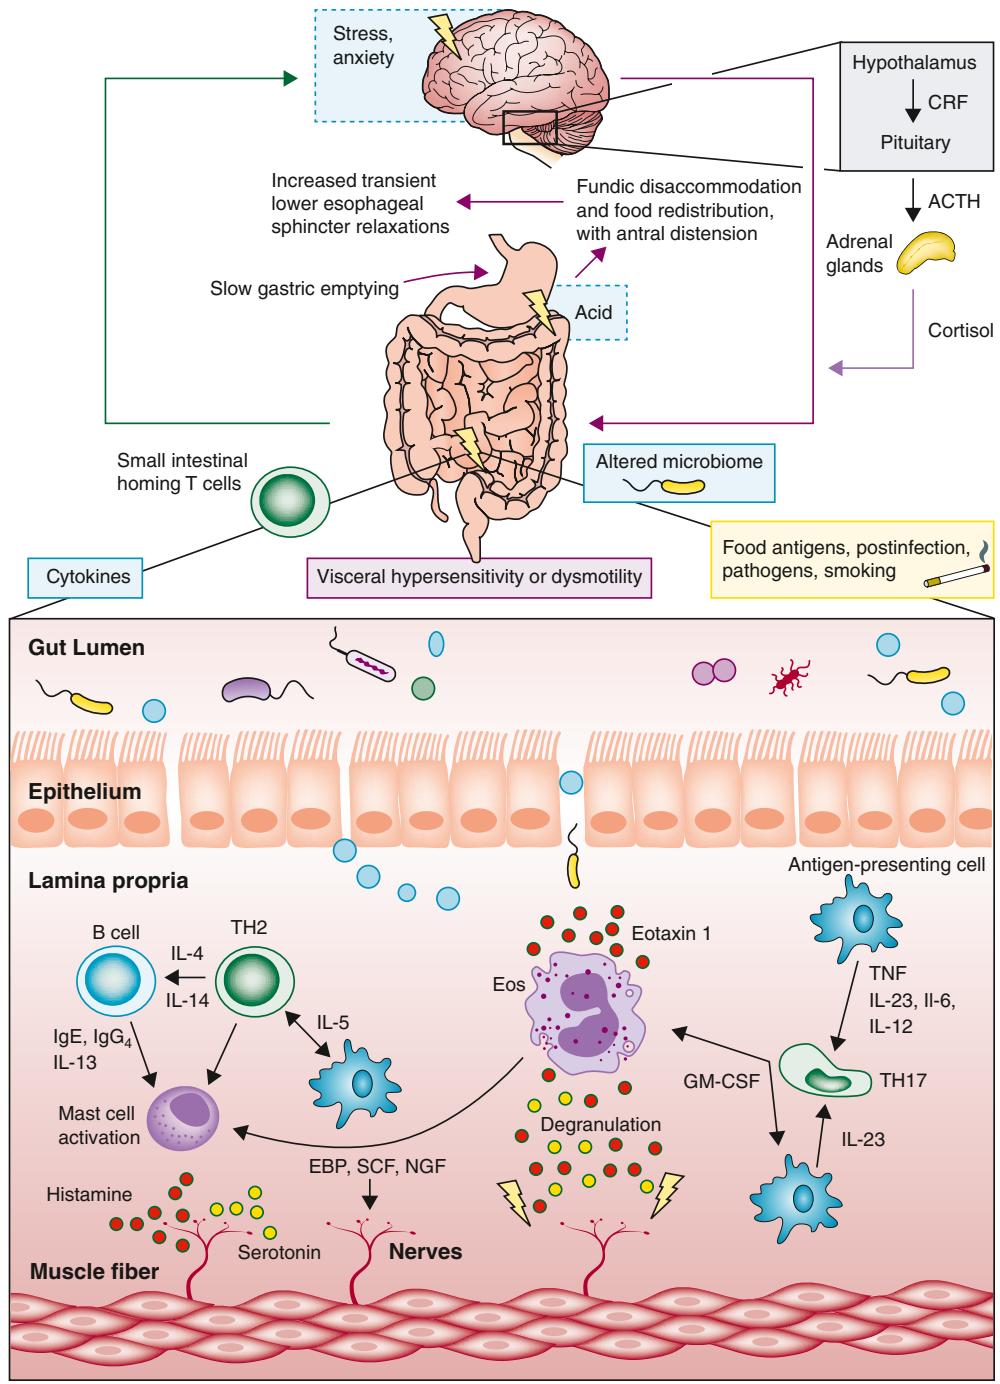 Stress,
anxiety
Hypothalamus
CRF
Pituitary
ACTH
Adrenal
glands
Cortisol
Increased transient
lower esophageal
sphincter relaxations
Fundic disaccommodation
and food redistribution,
with antral distension
Slow gastric emptying
Acid
Small intestinal
homing T cells
Altered microbiome
Cytokines
Visceral hypersensitivity or dysmotility
Food antigens, postinfection,
pathogens, smoking
Gut Lumen
Epithelium
Lamina propria
Antigen-presenting cell
B cell
TH2
IL-4
IL-14
IL-5
IgE, IgG4
IL-13
Mast cell
activation
Eotaxin 1
Eos
TNF
IL-23, Il-6,
IL-12
GM-CSF
TH17
IL-23
Degranulation
EBP, SCF, NGF
Histamine
Serotonin
Nerves
Muscle fiber